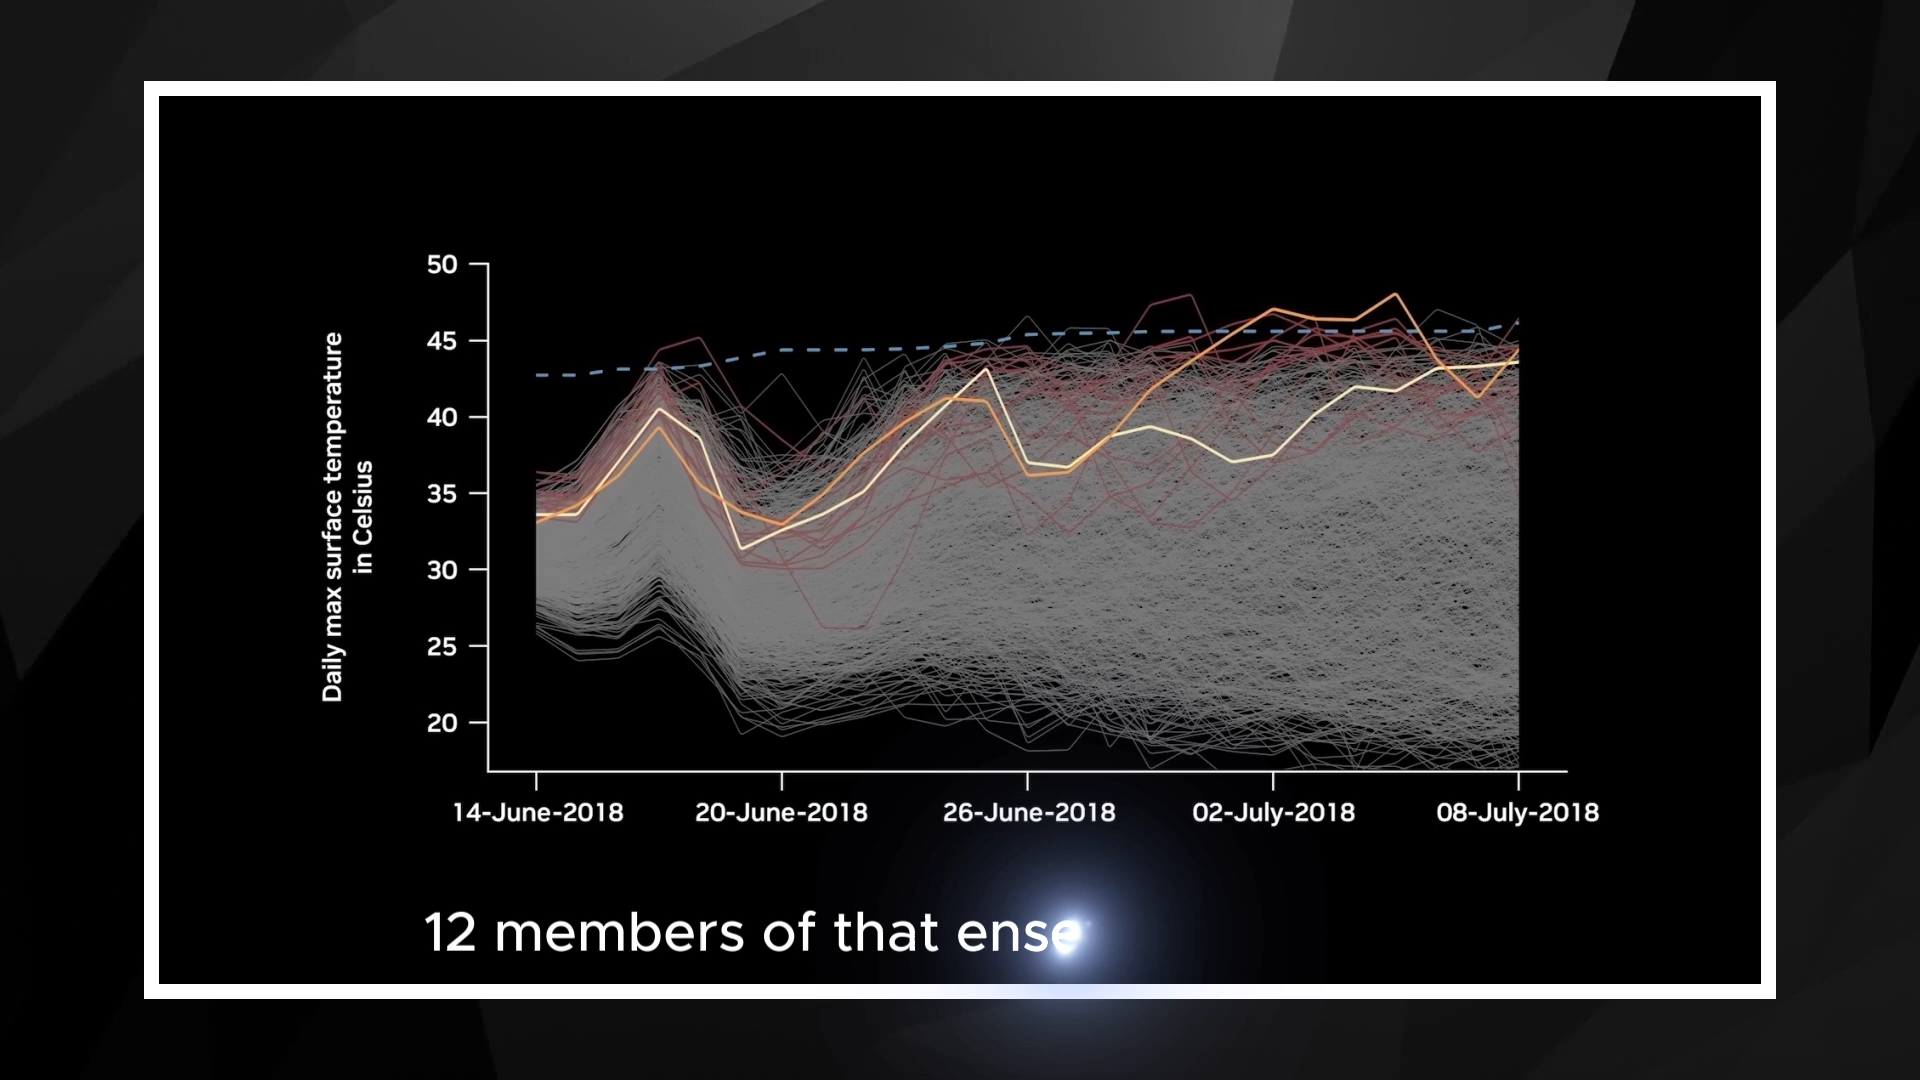 50
45
40
35
30
25
20
Daily max surface temperature
in Celsius
14-June-2018
20-June-2018
26-June-2018
02-July-2018
08-July-2018
12 members of that ense